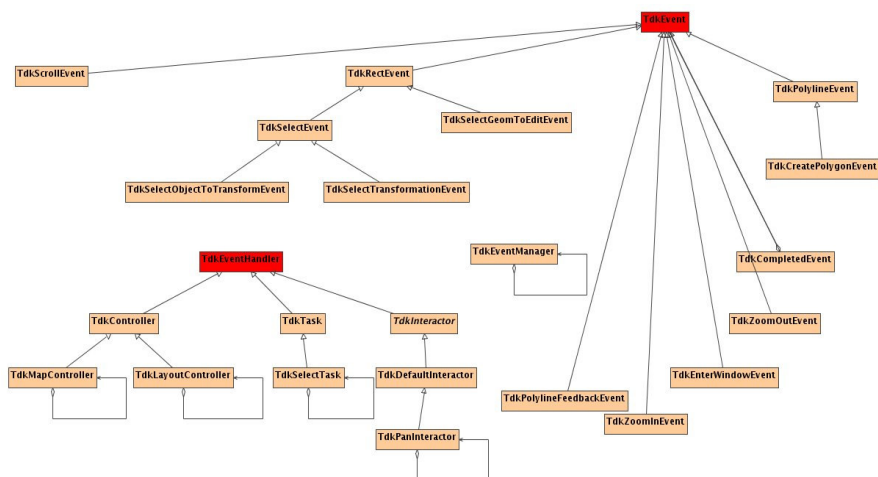 TdkEvent
TdkScrollEvent
TdkRectEvent
TdkPolylineEvent
TdkSelectEvent
TdkSelectGeomToEditEvent
TdkCreatePolygonEvent
TdkSelectObjectToTransformEvent
TdkSelectTransformationEvent
TdkEventHandler
TdkEventManager
TdkCompletedEvent
TdkController
TdkTask
TdkInteractor
TdkZoomOutEvent
TdkMapController
TdkLayoutController
TdkSelectTask
TdkDefaultInteractor
TdkEnterWindowEvent
TdkPolylineFeedbackEvent
TdkZoomInEvent
TdkPanInteractor